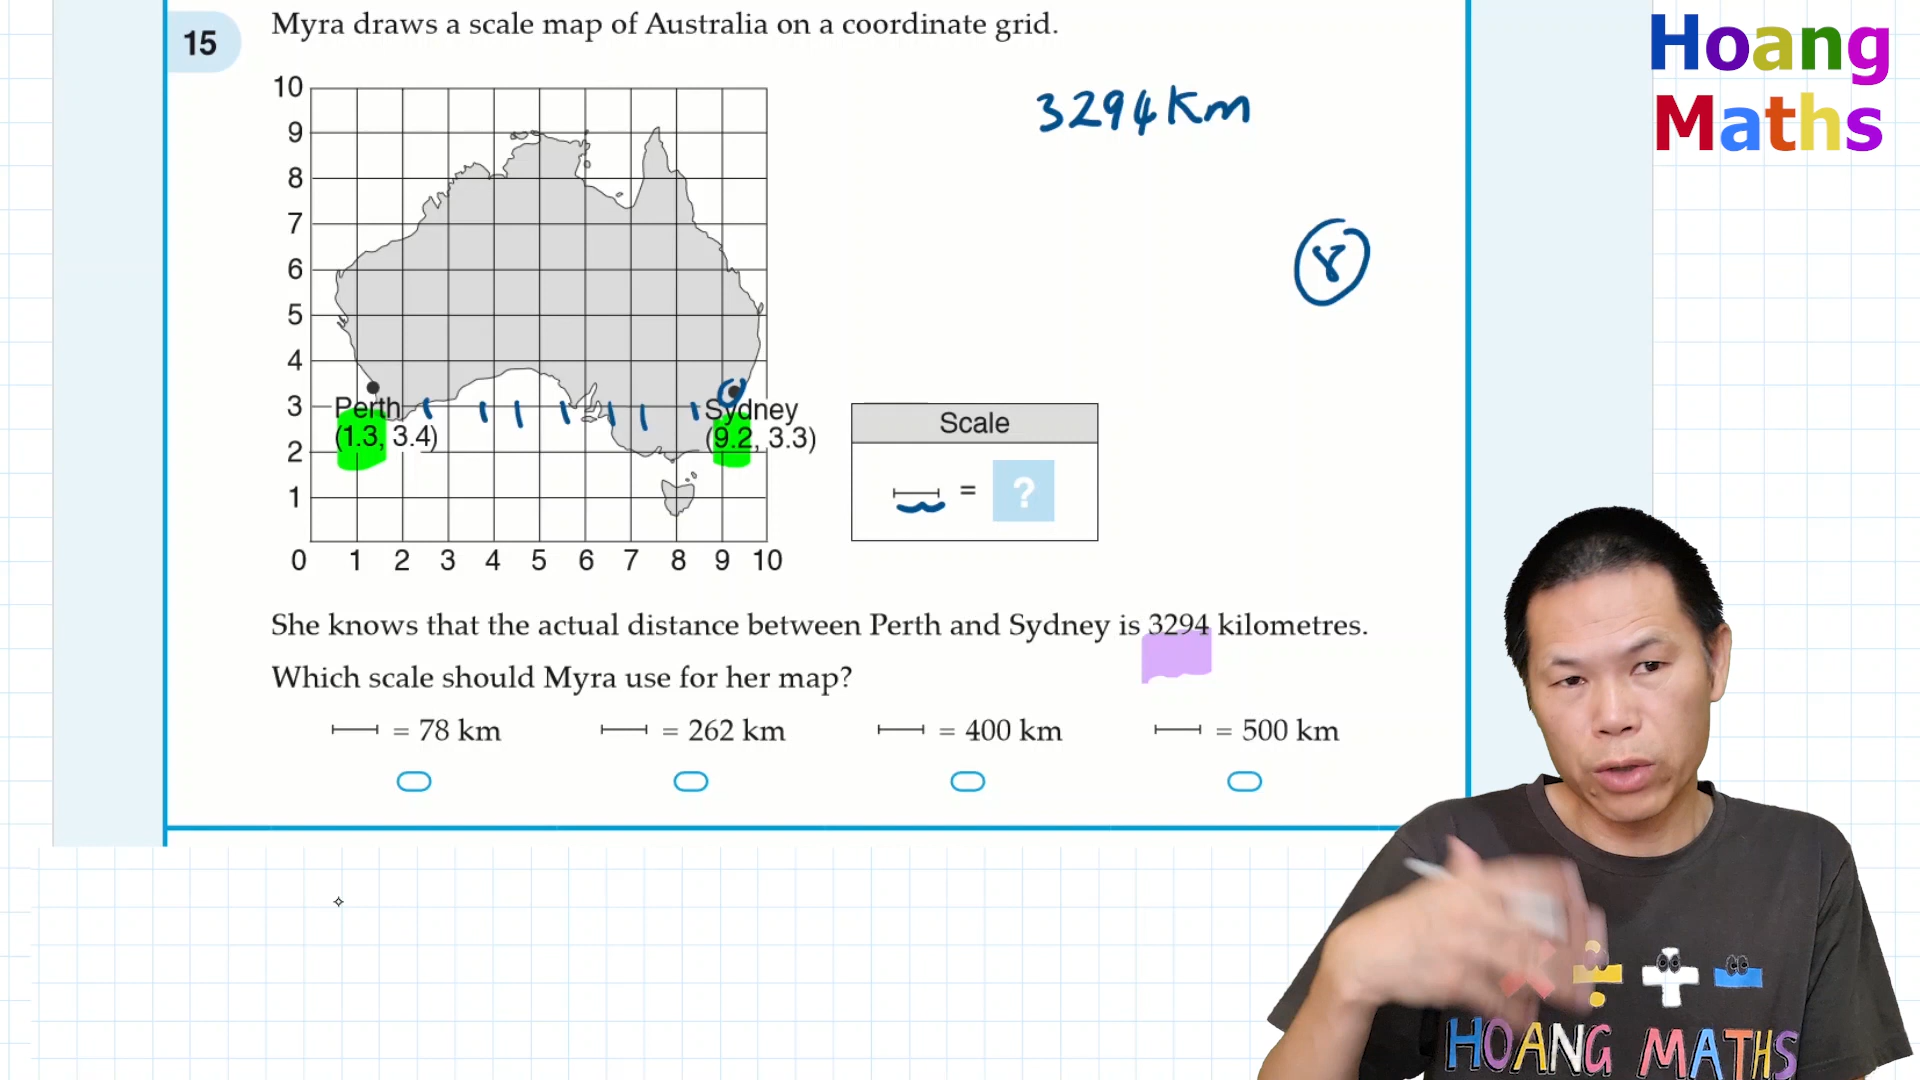 15
Myra draws a scale map of Australia on a coordinate grid.
Hoang
Maths
3294 Km
8
10
9
8
7
6
5
4
3
2
1
Perth
(1.3, 3.4)
Sydney
(9.2, 3.3)
0 1 2 3 4 5 6 7 8 9 10
Scale
= ?
She knows that the actual distance between Perth and Sydney is 3294 kilometres.
Which scale should Myra use for her map?
= 78 km
= 262 km
= 400 km
= 500 km
HOANG MATHS